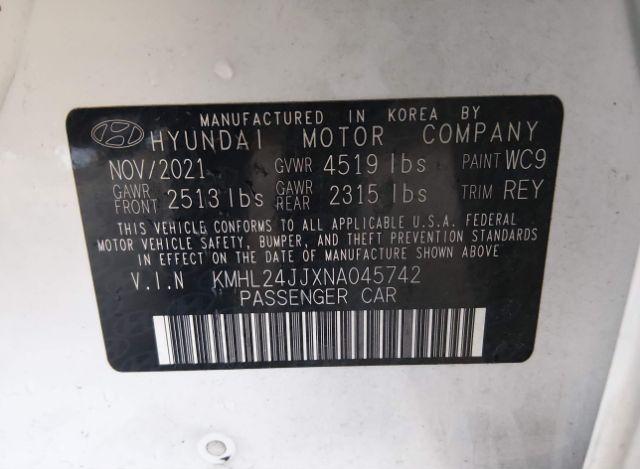 MANUFACTURED IN KOREA BY
HYUNDAI MOTOR COMPANY
NOV/2021 GVWR 4519 lbs PAINT WC9
GAWR FRONT 2513 lbs GAWR REAR 2315 lbs TRIM REY
THIS VEHICLE CONFORMS TO ALL APPLICABLE U.S.A. FEDERAL
MOTOR VEHICLE SAFETY, BUMPER, AND THEFT PREVENTION STANDARDS
IN EFFECT ON THE DATE OF MANUFACTURE SHOWN ABOVE
V.I.N KMHL24JJXNA045742
PASSENGER CAR